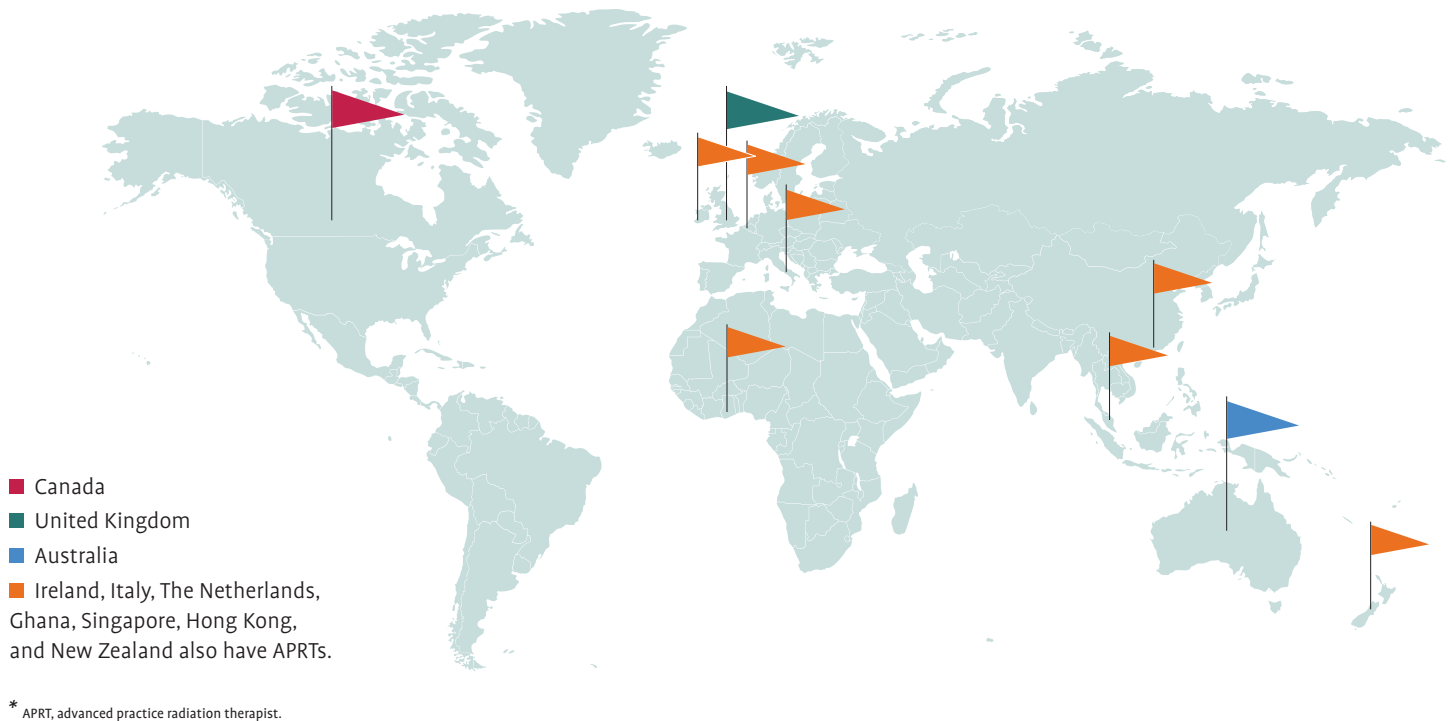 Canada
United Kingdom
Australia
Ireland, Italy, The Netherlands,
Ghana, Singapore, Hong Kong,
and New Zealand also have APRTs.
* APRT, advanced practice radiation therapist.